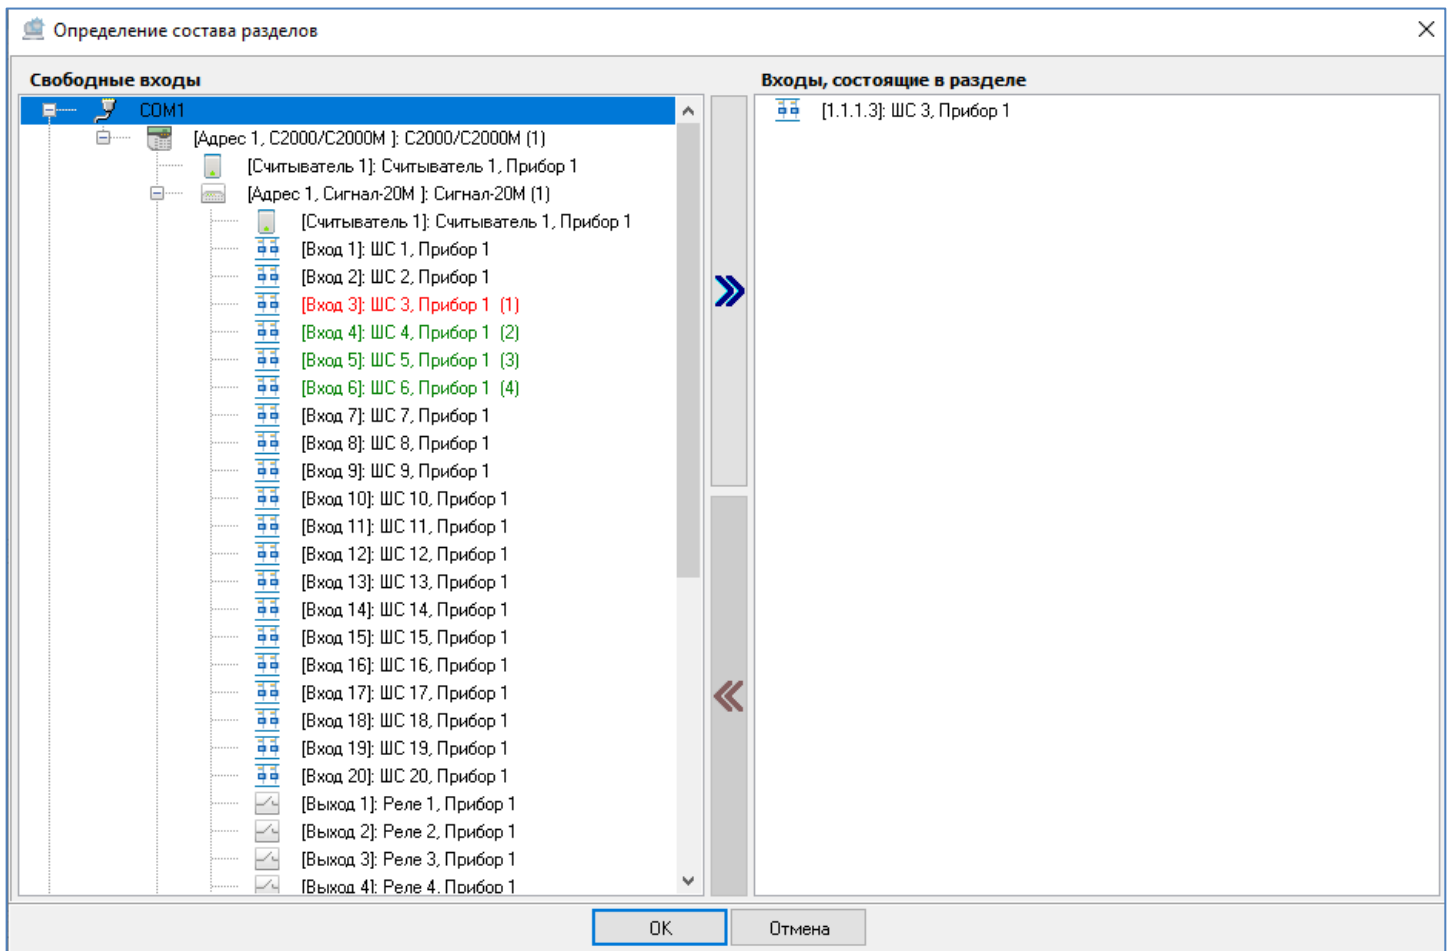 Определение состава разделов
Свободные входы
COM1
[Адрес 1, С2000/С2000М ]: С2000/С2000М (1)
[Считыватель 1]: Считыватель 1, Прибор 1
[Адрес 1, Сигнал-20М ]: Сигнал-20М (1)
[Считыватель 1]: Считыватель 1, Прибор 1
[Вход 1]: ШС 1, Прибор 1
[Вход 2]: ШС 2, Прибор 1
[Вход 3]: ШС 3, Прибор 1 (1)
[Вход 4]: ШС 4, Прибор 1 (2)
[Вход 5]: ШС 5, Прибор 1 (3)
[Вход 6]: ШС 6, Прибор 1 (4)
[Вход 7]: ШС 7, Прибор 1
[Вход 8]: ШС 8, Прибор 1
[Вход 9]: ШС 9, Прибор 1
[Вход 10]: ШС 10, Прибор 1
[Вход 11]: ШС 11, Прибор 1
[Вход 12]: ШС 12, Прибор 1
[Вход 13]: ШС 13, Прибор 1
[Вход 14]: ШС 14, Прибор 1
[Вход 15]: ШС 15, Прибор 1
[Вход 16]: ШС 16, Прибор 1
[Вход 17]: ШС 17, Прибор 1
[Вход 18]: ШС 18, Прибор 1
[Вход 19]: ШС 19, Прибор 1
[Вход 20]: ШС 20, Прибор 1
[Выход 1]: Реле 1, Прибор 1
[Выход 2]: Реле 2, Прибор 1
[Выход 3]: Реле 3, Прибор 1
[Выход 4]: Реле 4, Прибор 1
Входы, состоящие в разделе
[1.1.1.3]: ШС 3, Прибор 1
OK
Отмена